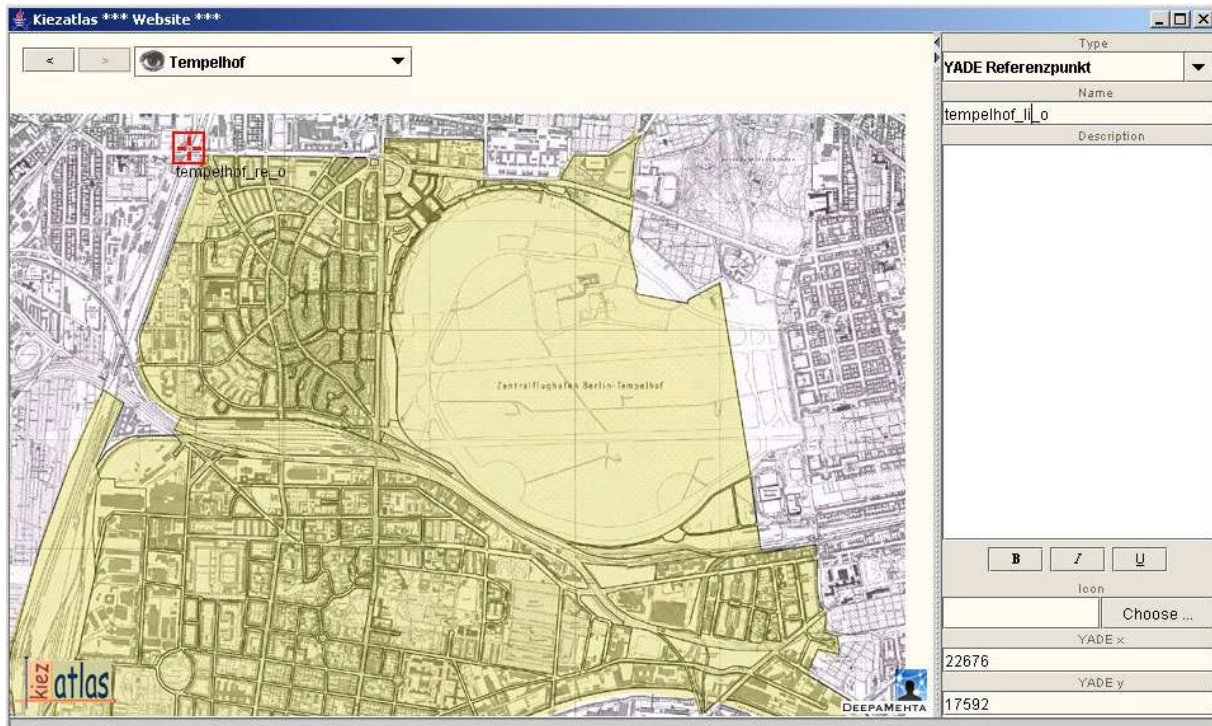 Kiezatlas *** Website ***
< > Tempelhof
tempelhof_re_o
Zentralflughafen Berlin-Tempelhof
kiez atlas
DEEPAMEHTA
Type
YADE Referenzpunkt
Name
tempelhof_li_o
Description
B I U
Icon
Choose ...
YADE x
22676
YADE y
17592